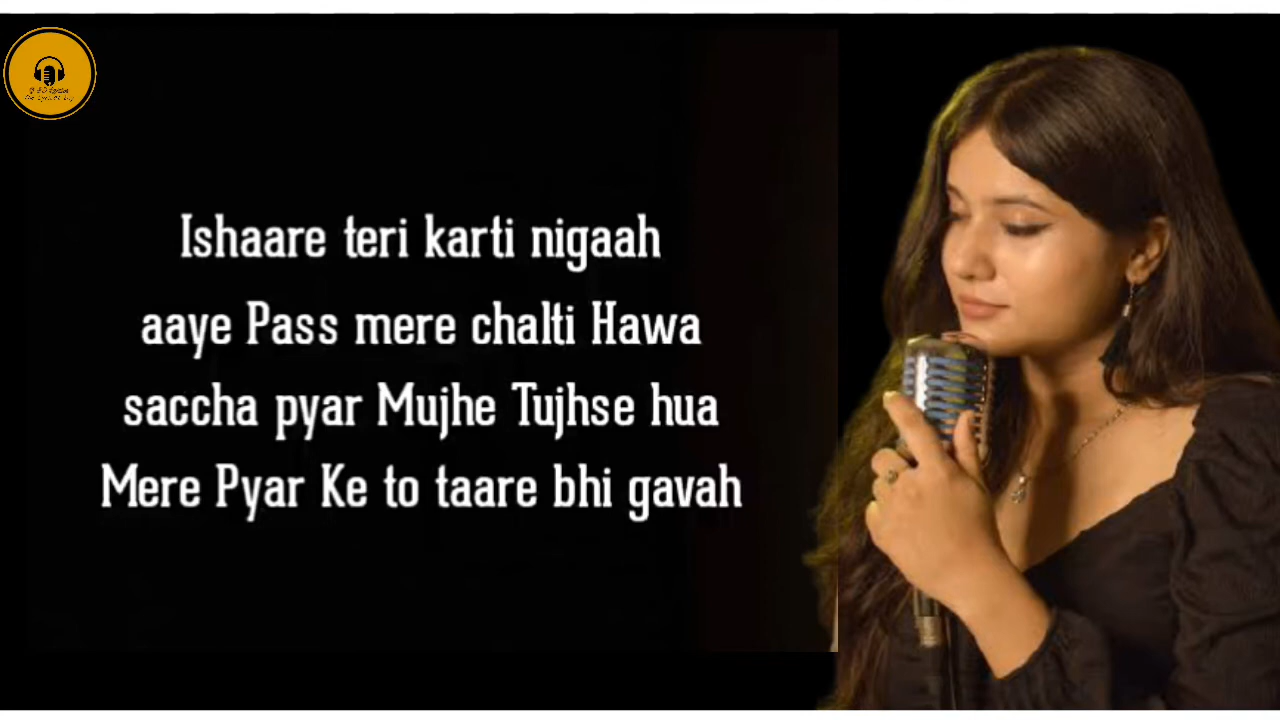 Ishaare teri karti nigaah
aaye Pass mere chalti Hawa
saccha pyar Mujhe Tujhse hua
Mere Pyar Ke to taare bhi gavah